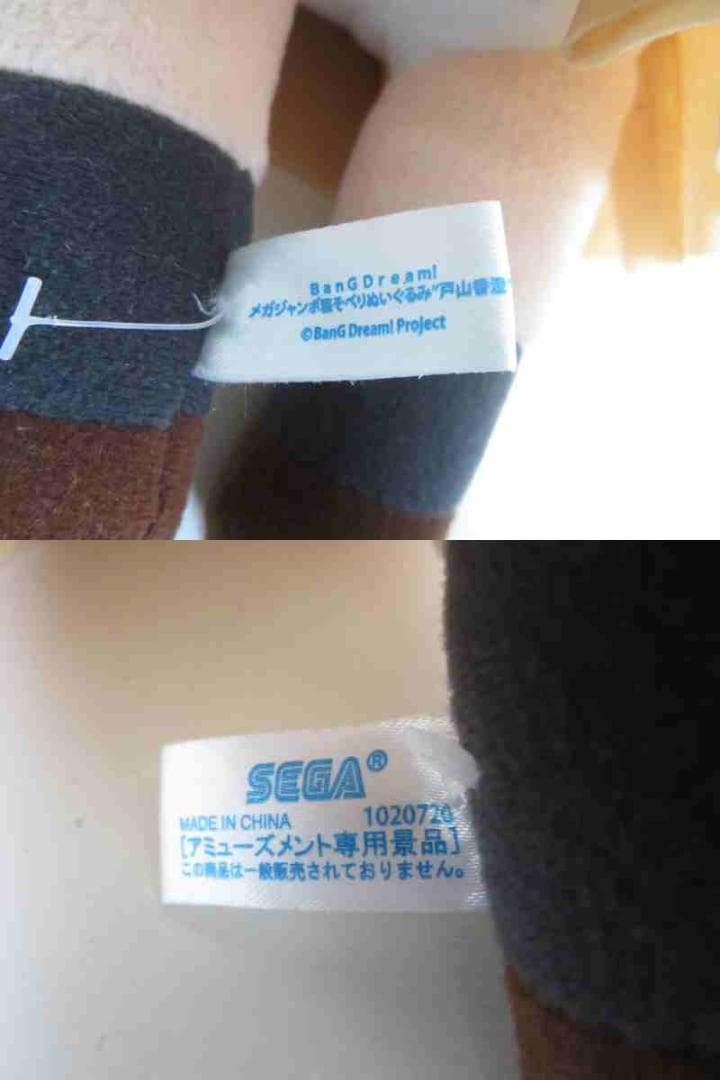 BanG Dream!
メガジャンボ寝そべりぬいぐるみ“戸山香澄”
©BanG Dream! Project
SEGA®
MADE IN CHINA 1020720
[アミューズメント専用景品]
この商品は一般販売されておりません。